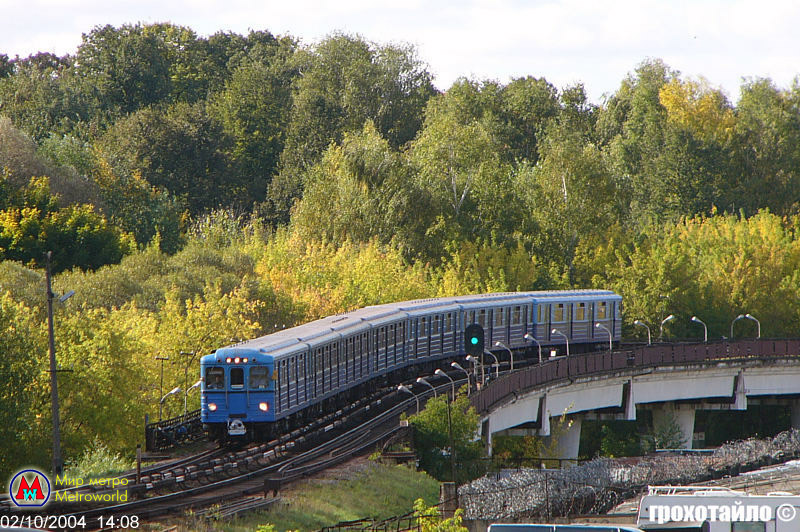 М
Мир метро
Metroworld
02/10/2004 14:08
грохотайло ©